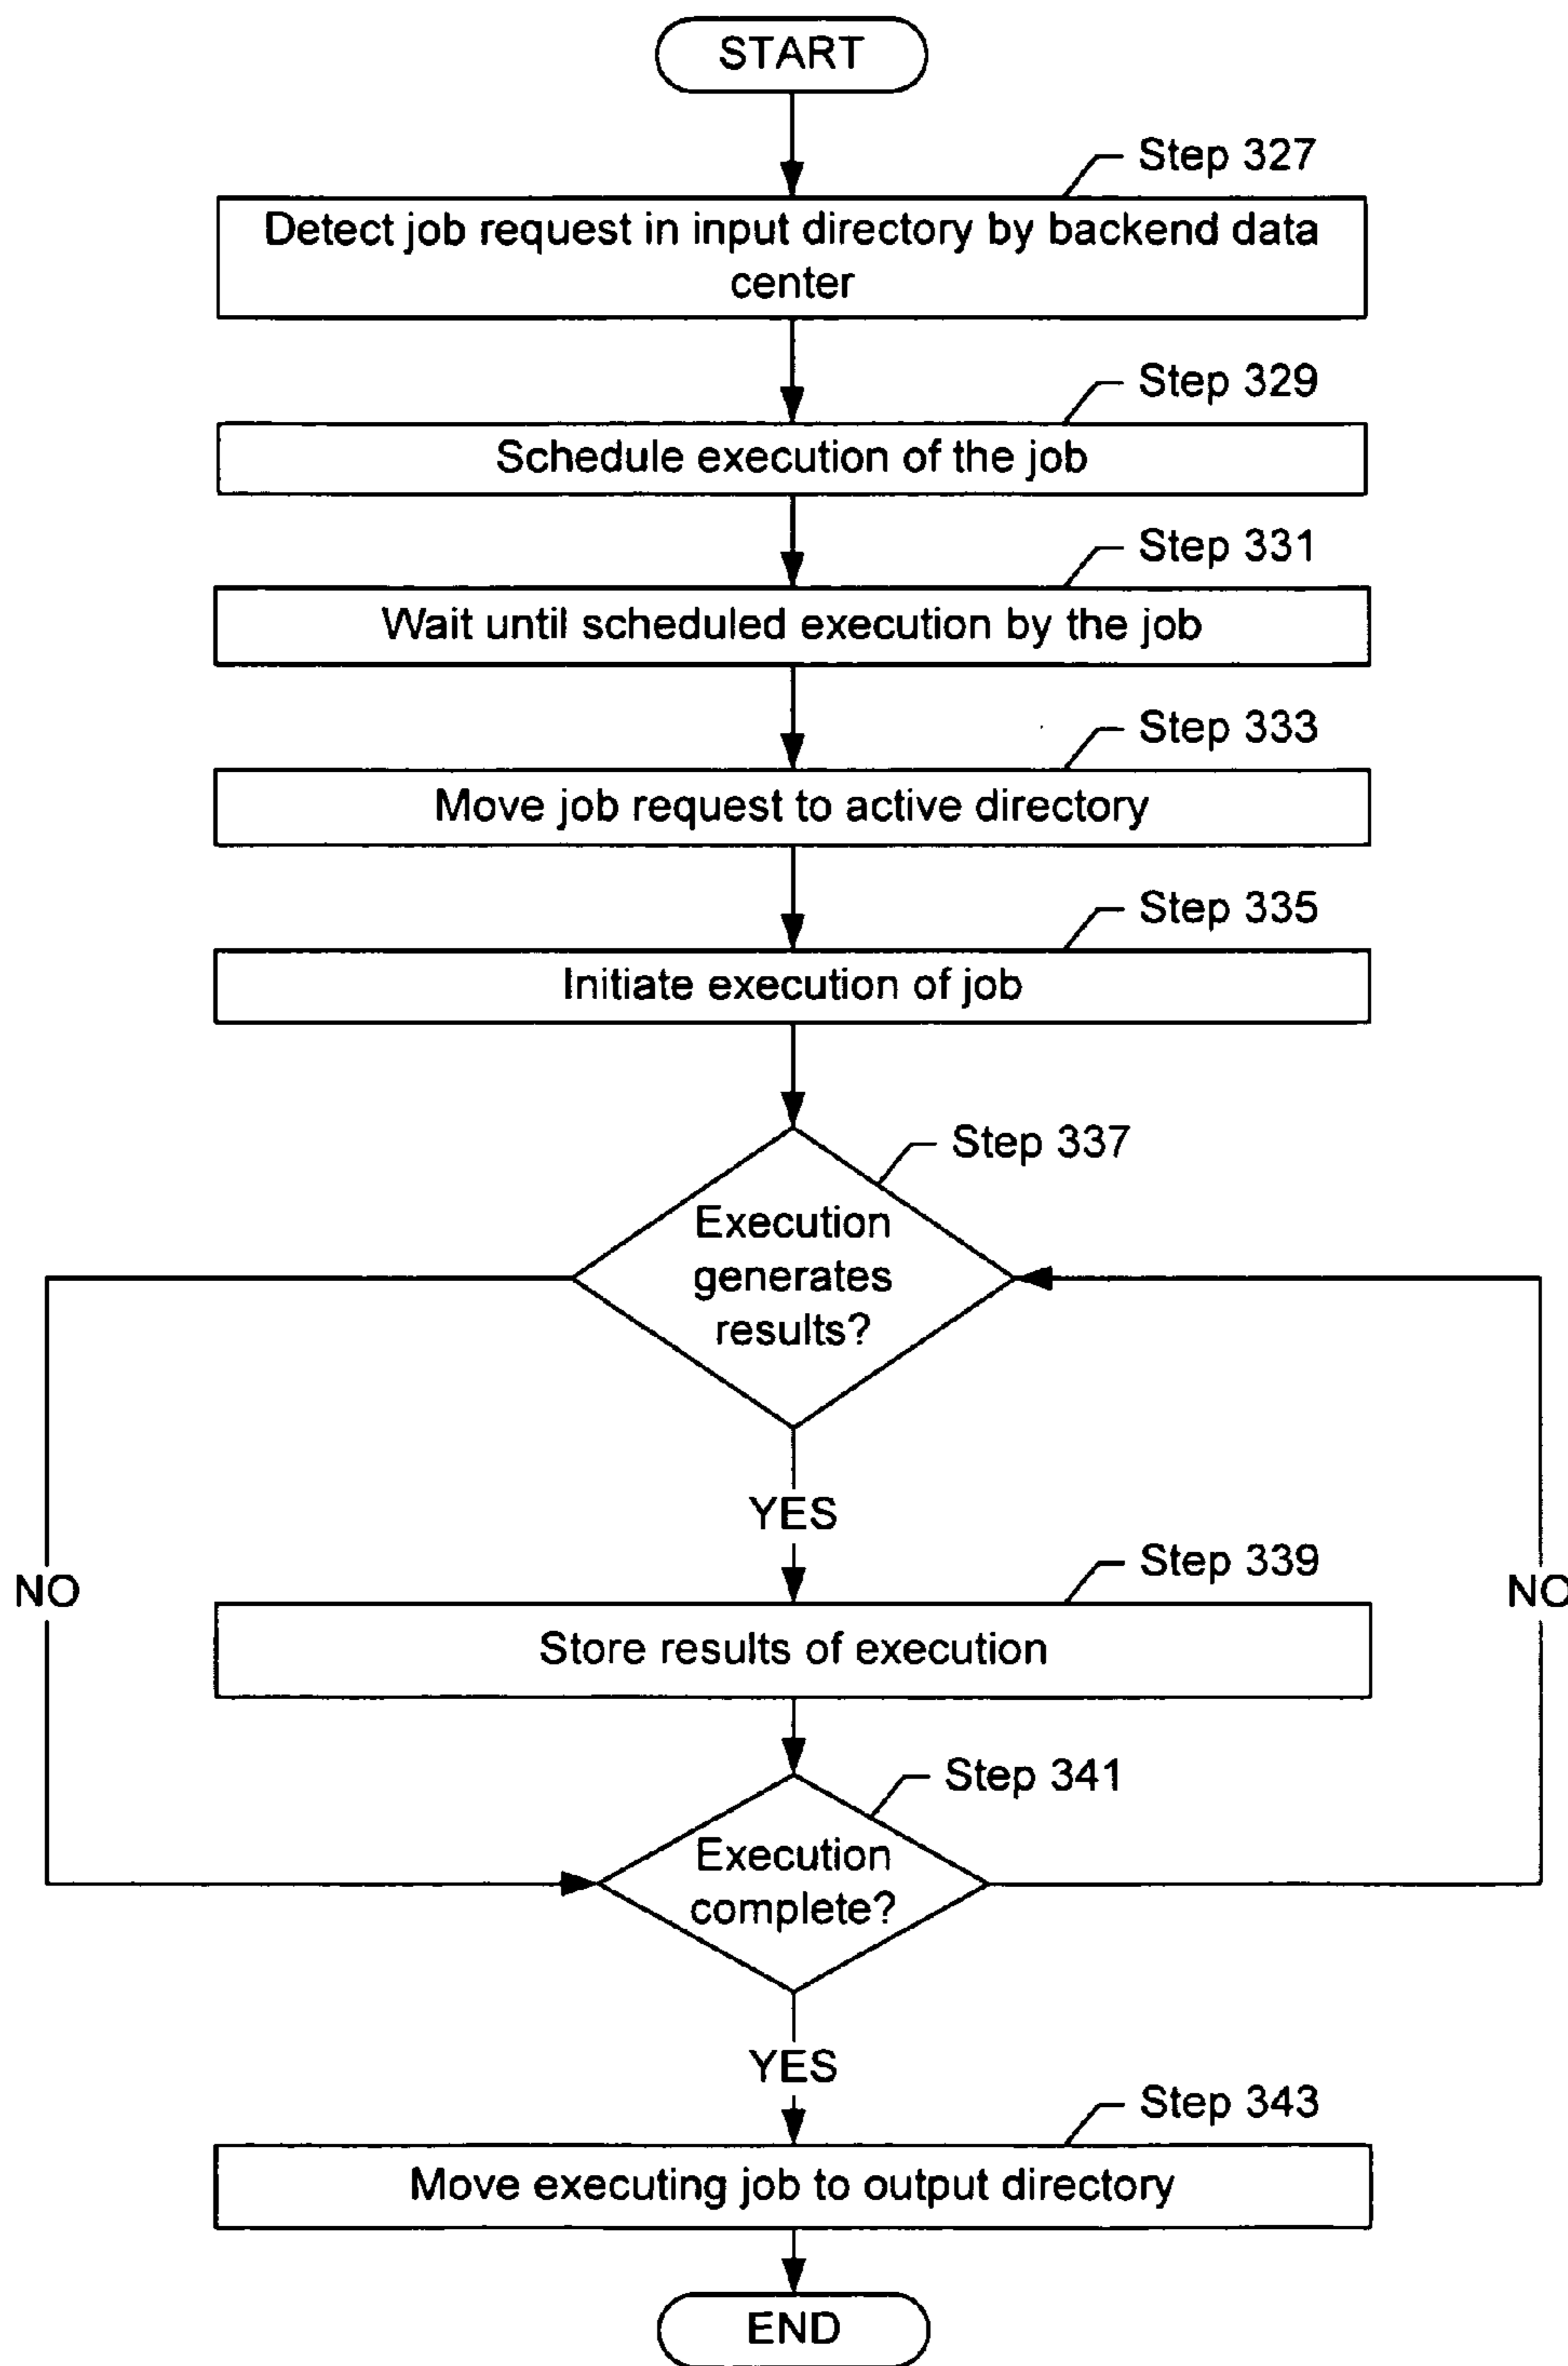 START
Step 327
Detect job request in input directory by backend data
center
Step 329
Schedule execution of the job
Step 331
Wait until scheduled execution by the job
Step 333
Move job request to active directory
Step 335
Initiate execution of job
Step 337
Execution
generates
results?
YES
Step 339
NO
NO
Store results of execution
Step 341
Execution
complete?
YES
Step 343
Move executing job to output directory
END